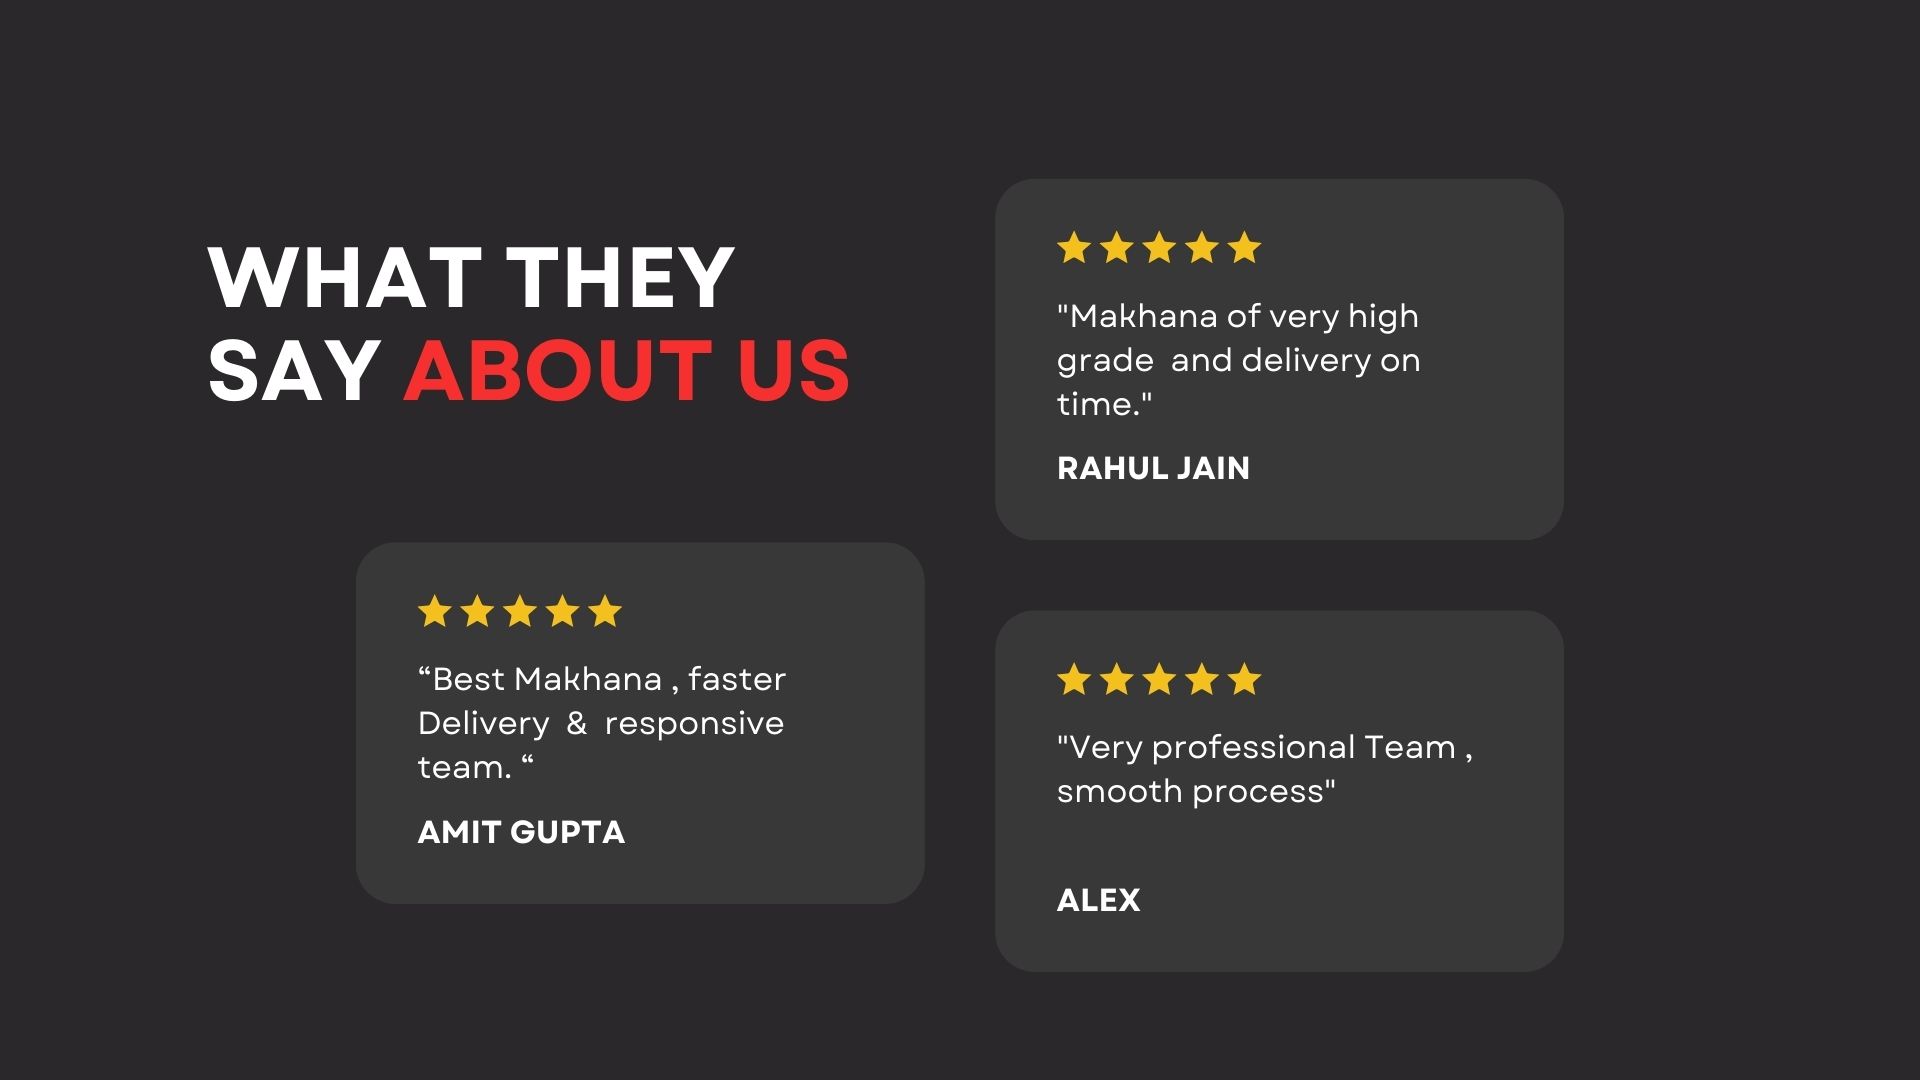 WHAT THEY
SAY ABOUT US
"Makhana of very high
grade  and delivery on
time."
RAHUL JAIN
“Best Makhana , faster
Delivery  &  responsive
team. “
AMIT GUPTA
"Very professional Team ,
smooth process"
ALEX